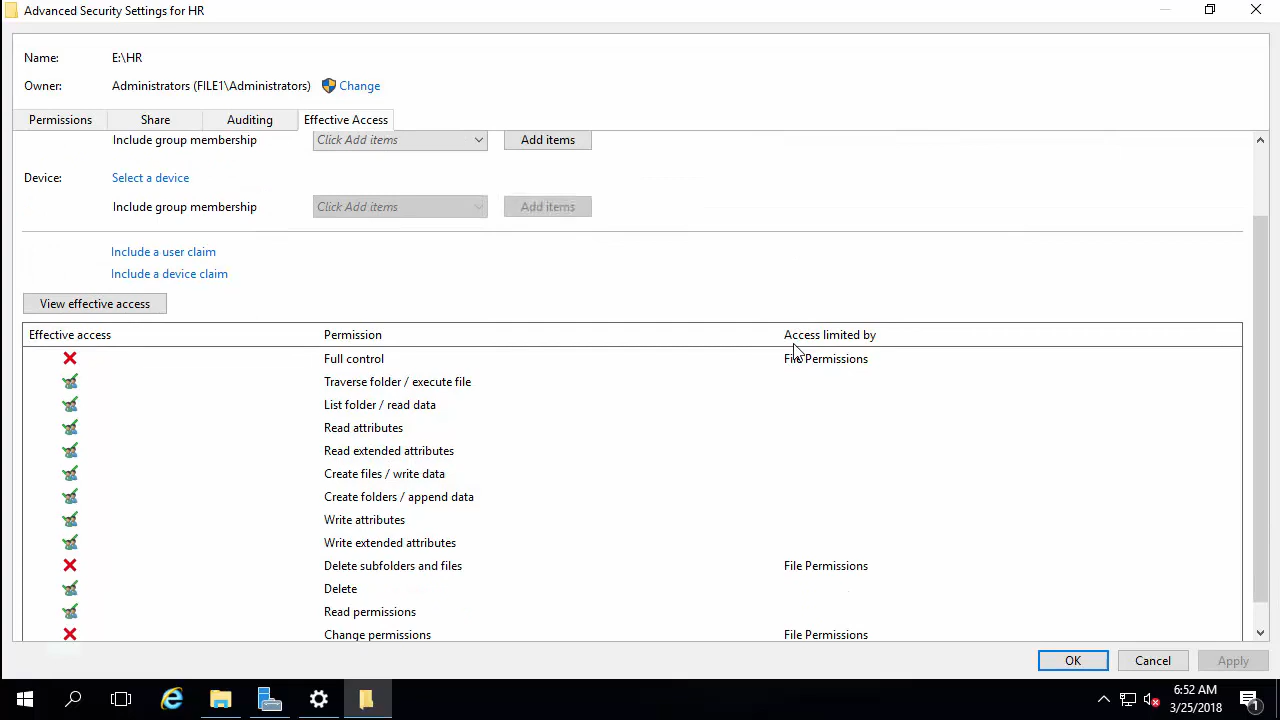 Advanced Security Settings for HR
Name: E:\HR
Owner: Administrators (FILE1\Administrators) Change
Permissions Share Auditing Effective Access
Include group membership Click Add items Add items
Device: Select a device
Include group membership Click Add items Add items
Include a user claim
Include a device claim
View effective access
Effective access Permission Access limited by
Full control File Permissions
Traverse folder / execute file
List folder / read data
Read attributes
Read extended attributes
Create files / write data
Create folders / append data
Write attributes
Write extended attributes
Delete subfolders and files File Permissions
Delete
Read permissions
Change permissions File Permissions
OK Cancel Apply
6:52 AM
3/25/2018
1